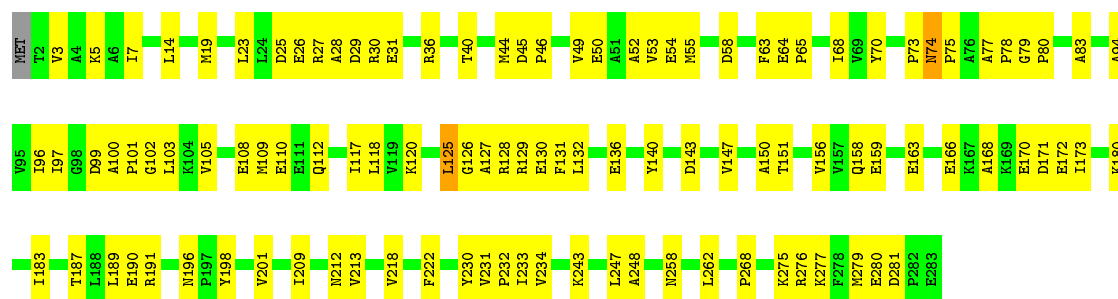 MET T2 V3 A4 K5 A6 I7 L14 M19 L23 L24 D25 E26 R27 A28 D29 R30 E31 R36 T40 M44 D45 P46 V49 E50 A51 A52 V53 E54 M55 D58 F63 E64 P65 I68 V69 Y70 P73 N74 P75 A76 A77 P78 G79 P80 A83
V95 I96 I97 G98 D99 A100 P101 G102 L103 K104 V105 E108 M109 E110 E111 Q112 I117 L118 V119 K120 L125 G126 A127 R128 R129 E130 F131 L132 E136 Y140 D143 V147 A150 T151 V156 V157 Q158 E159 E163 E166 K167 A168 K169 E170 D171 E172 I173
I183 T187 L188 L189 E190 R191 N196 P197 Y198 V201 I209 N212 V213 V218 F222 Y230 V231 P232 I233 V234 K243 L247 A248 N258 L262 P268 K275 R276 K277 F278 M279 E280 D281 P282 E283